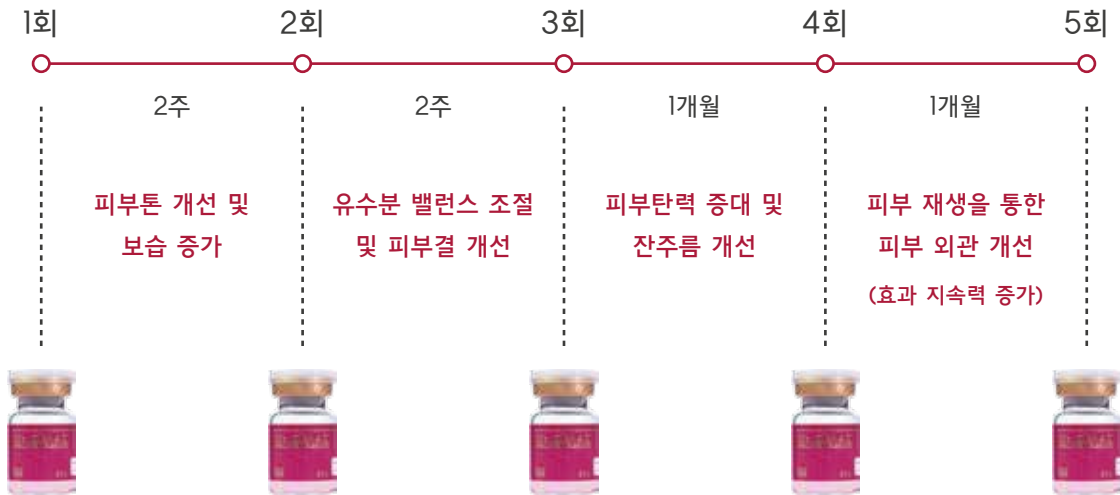 1회 2회 3회 4회 5회
2주 2주 1개월 1개월
피부톤 개선 및
보습 증가
유수분 밸런스 조절
및 피부결 개선
피부탄력 증대 및
잔주름 개선
피부 재생을 통한
피부 외관 개선
(효과 지속력 증가)